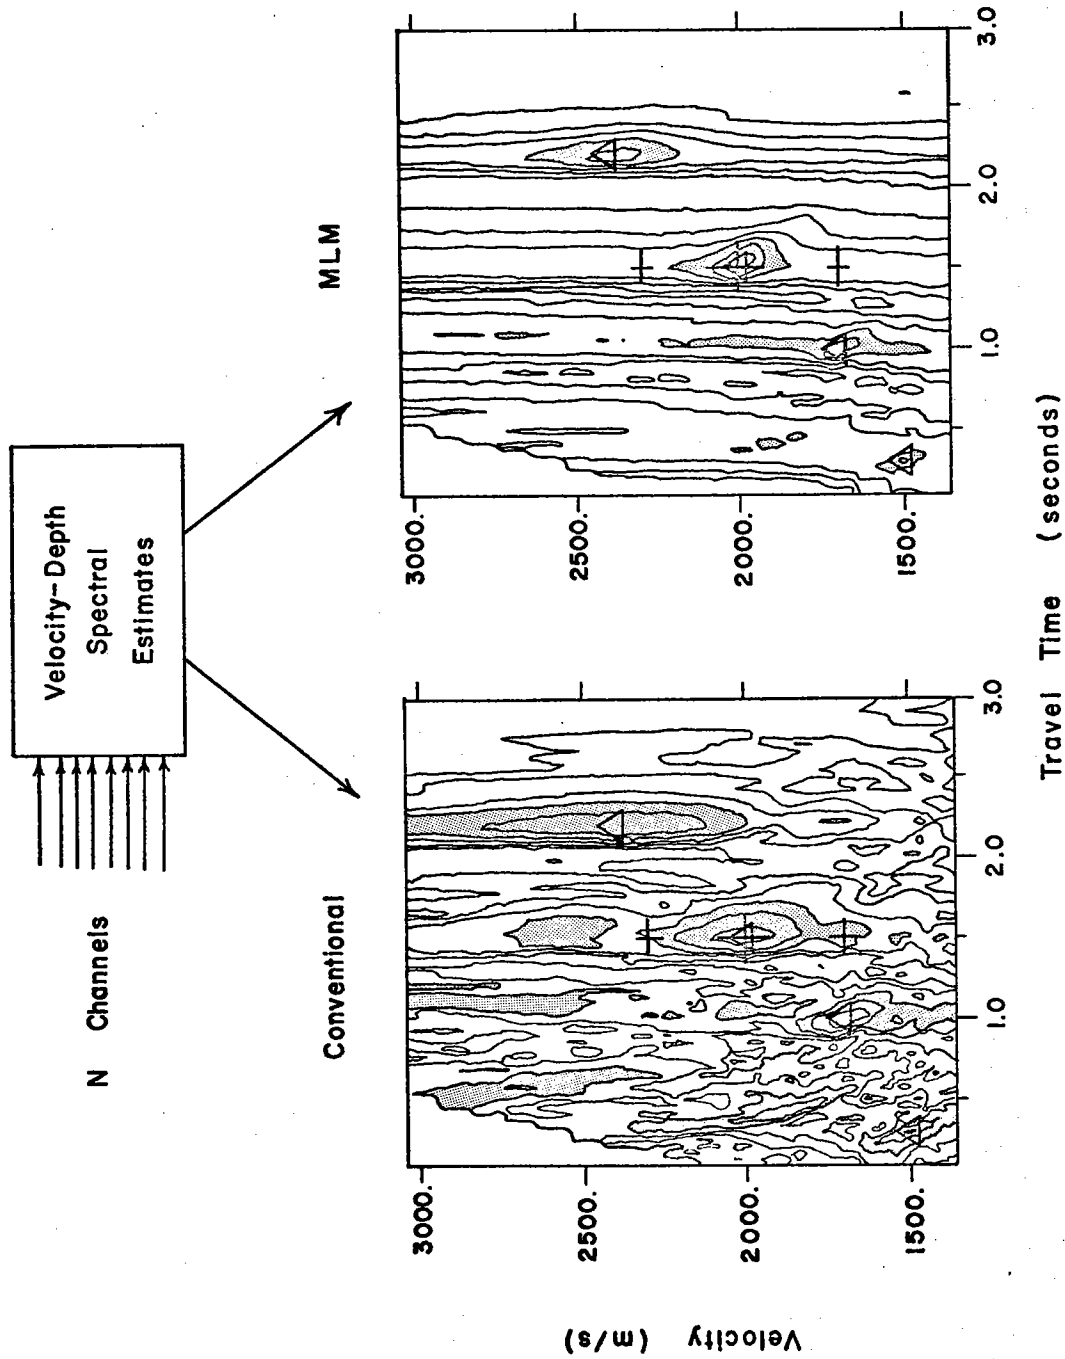 N Channels
Velocity-Depth
Spectral
Estimates
Conventional
MLM
3000.
2500.
2000.
1500.
1.0
2.0
3.0
3000.
2500.
2000.
1500.
1.0
2.0
3.0
Velocity (m/s)
Travel Time (seconds)